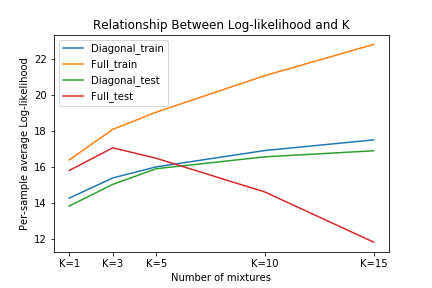 Relationship Between Log-likelihood and K
Per-sample average Log-likelihood
22
20
18
16
14
12
Diagonal_train
Full_train
Diagonal_test
Full_test
K=1
K=3
K=5
K=10
K=15
Number of mixtures